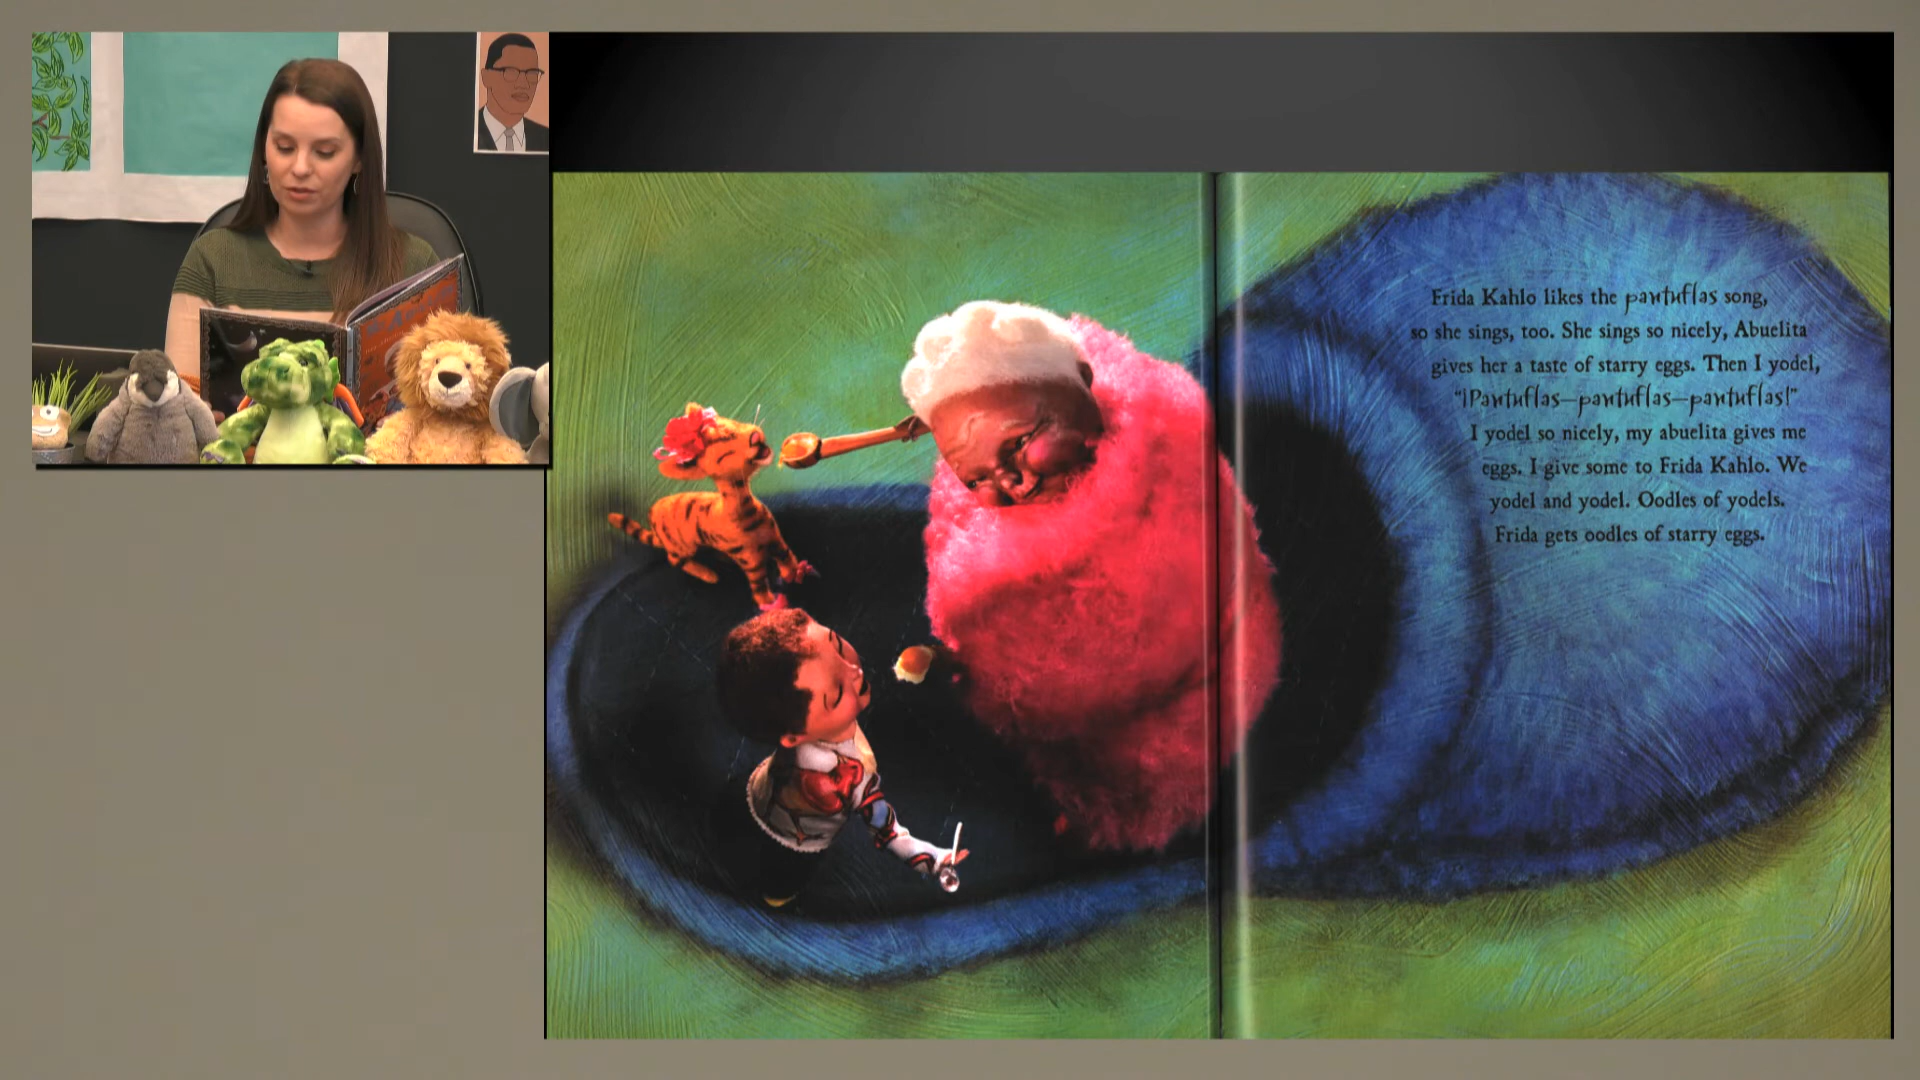 Frida Kahlo likes the pantuflas song,
so she sings, too. She sings so nicely, Abuelita
gives her a taste of starry eggs. Then I yodel,
"¡Pantuflas—pantuflas—pantuflas!"
I yodel so nicely, my abuelita gives me
eggs. I give some to Frida Kahlo. We
yodel and yodel. Oodles of yodels.
Frida gets oodles of starry eggs.